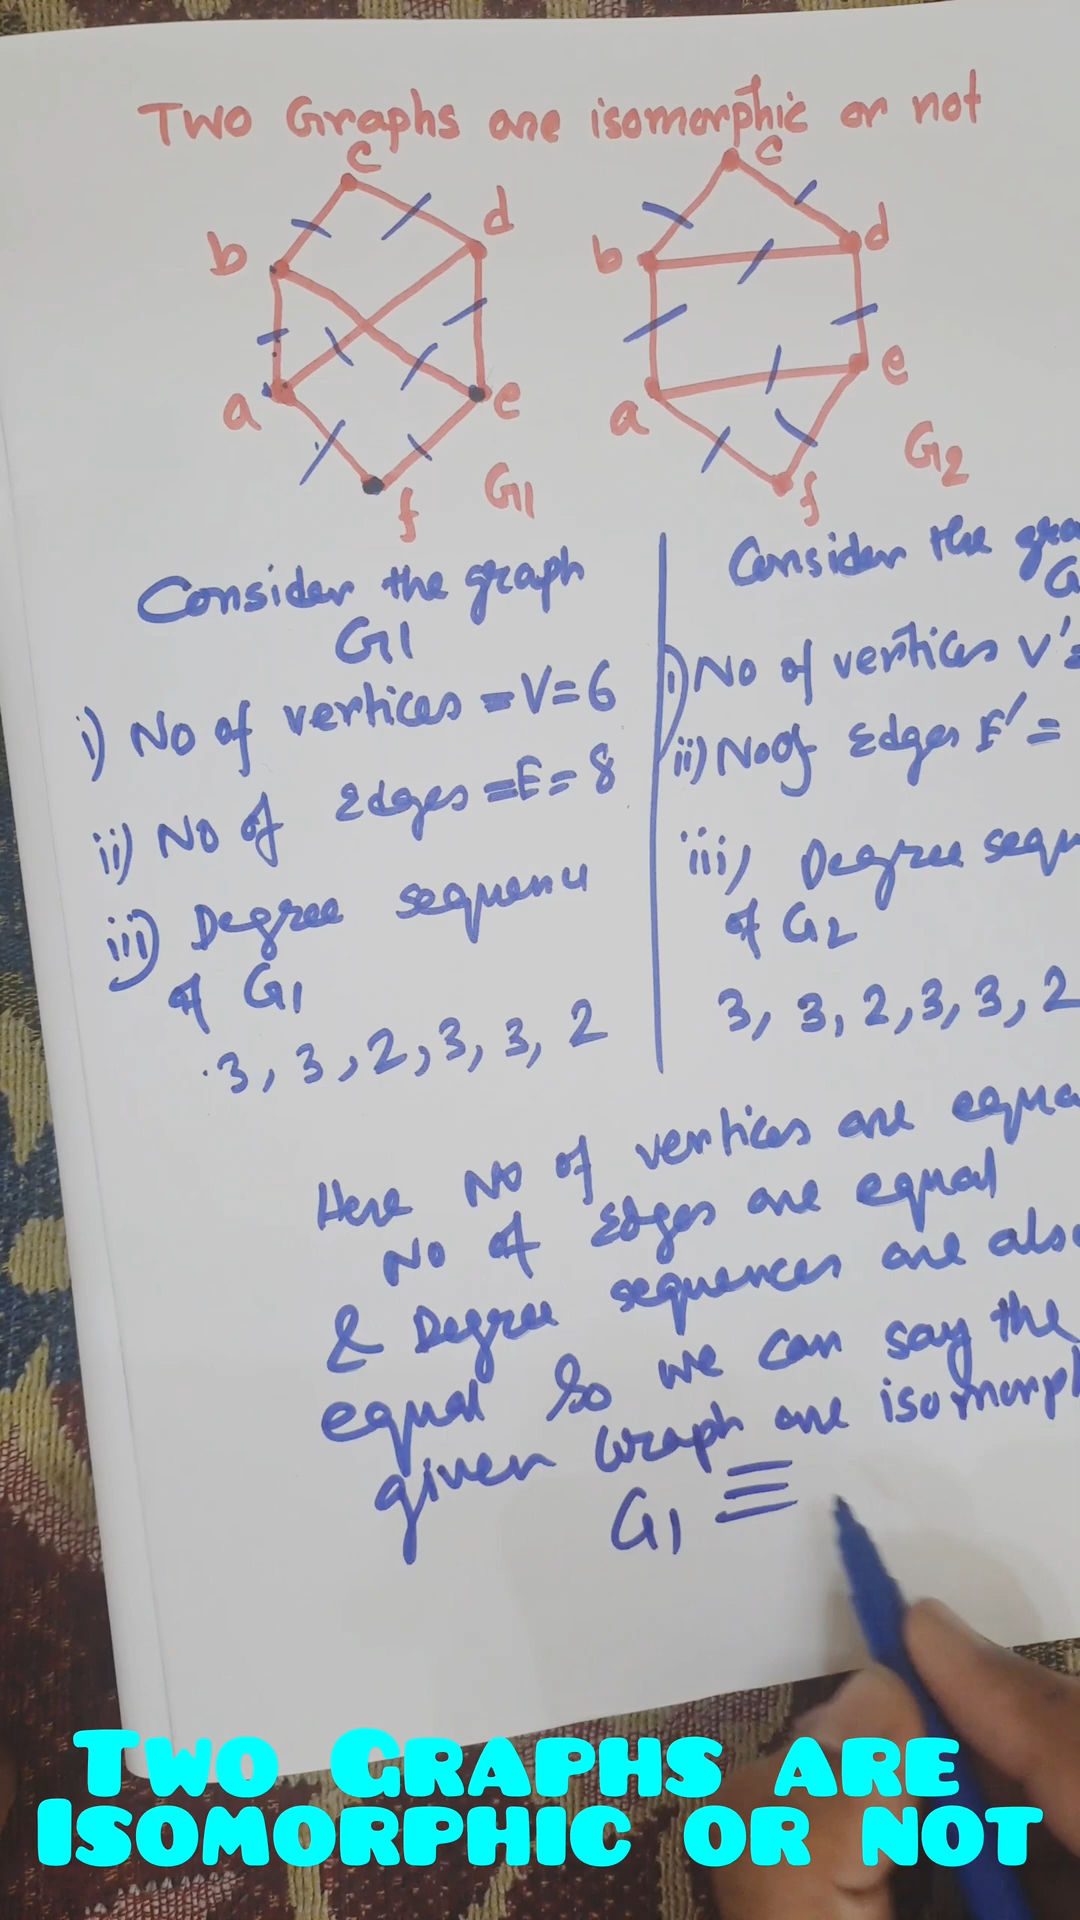 Two Graphs are isomorphic or not
c
b
d
a
e
f
G1
c
b
d
a
e
f
G2
Consider the graph
G1
i) No of vertices = V=6
ii) No of Edges = E= 8
iii) Degree sequence
of G1
3, 3, 2, 3, 3, 2
Consider the gra
G
i) No of vertices V'=
ii) No of Edges E' =
iii) Degree sequ
of G2
3, 3, 2, 3, 3, 2
Here No of vertices are equa
No of Edges are equal
& Degree sequences are also
equal So we can say the
given Graph are isomorph
G1 ≡
Two Graphs are
Isomorphic or not